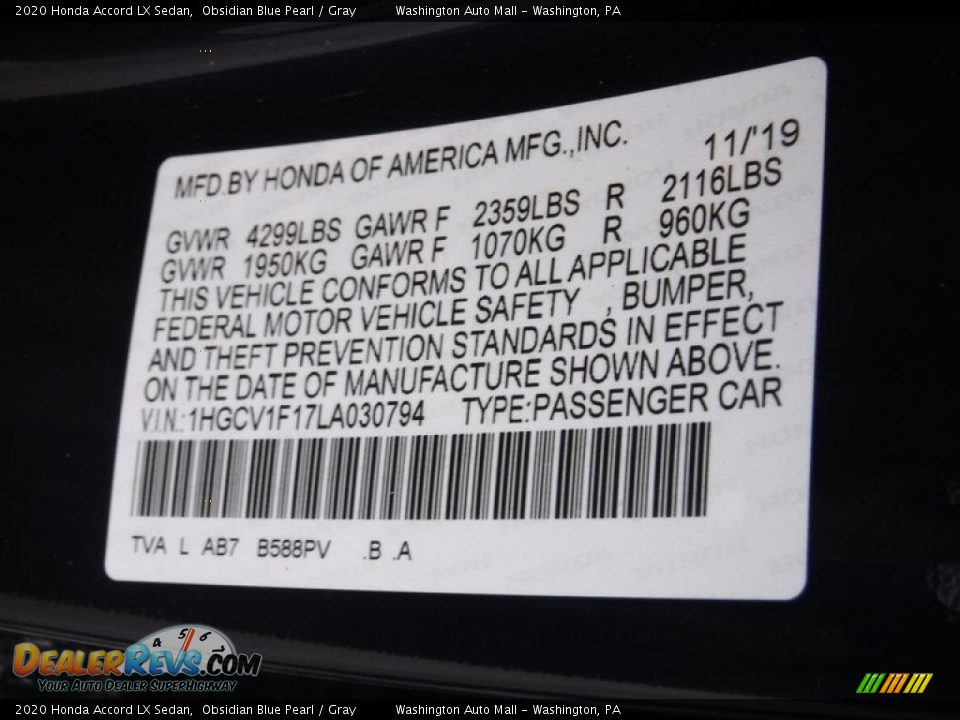 2020 Honda Accord LX Sedan, Obsidian Blue Pearl / Gray Washington Auto Mall - Washington, PA
MFD.BY HONDA OF AMERICA MFG.,INC. 11/'19
GVWR 4299LBS GAWR F 2359LBS R 2116LBS
GVWR 1950KG GAWR F 1070KG R 960KG
THIS VEHICLE CONFORMS TO ALL APPLICABLE
FEDERAL MOTOR VEHICLE SAFETY , BUMPER,
AND THEFT PREVENTION STANDARDS IN EFFECT
ON THE DATE OF MANUFACTURE SHOWN ABOVE.
V.I.N.:1HGCV1F17LA030794 TYPE:PASSENGER CAR
TVA L AB7 B588PV .B .A
4 5 6
DEALERREVS.COM
YOUR AUTO DEALER SUPERHIGHWAY
2020 Honda Accord LX Sedan, Obsidian Blue Pearl / Gray Washington Auto Mall - Washington, PA